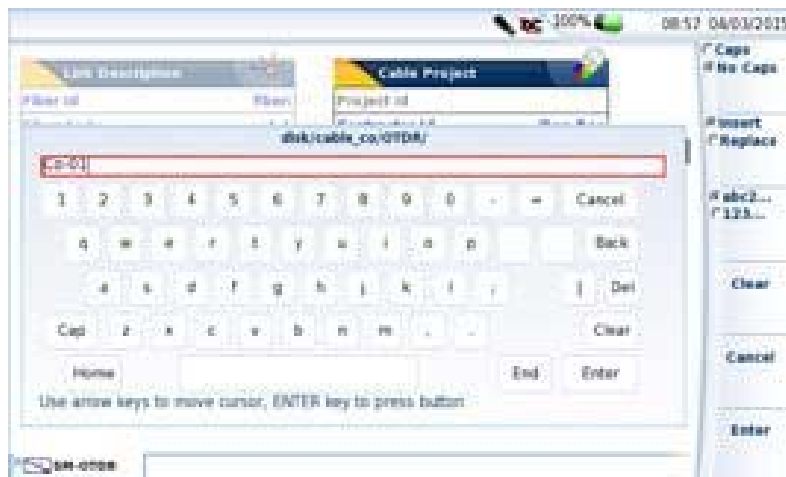 DC 100% 08:57 04/03/2015
Link Description
Cable Project
Fiber Id Fiber
Project Id
disk/cable_co/OTDR/
Co-01
1 2 3 4 5 6 7 8 9 0 - = Cancel
q w e r t y u i o p Back
a s d f g h j k l ; ] Del
Cap z x c v b n m , . Clear
Home End Enter
Use arrow keys to move cursor, ENTER key to press button
SM-OTDR
Caps
No Caps
Insert
Replace
abc2...
123...
Clear
Cancel
Enter